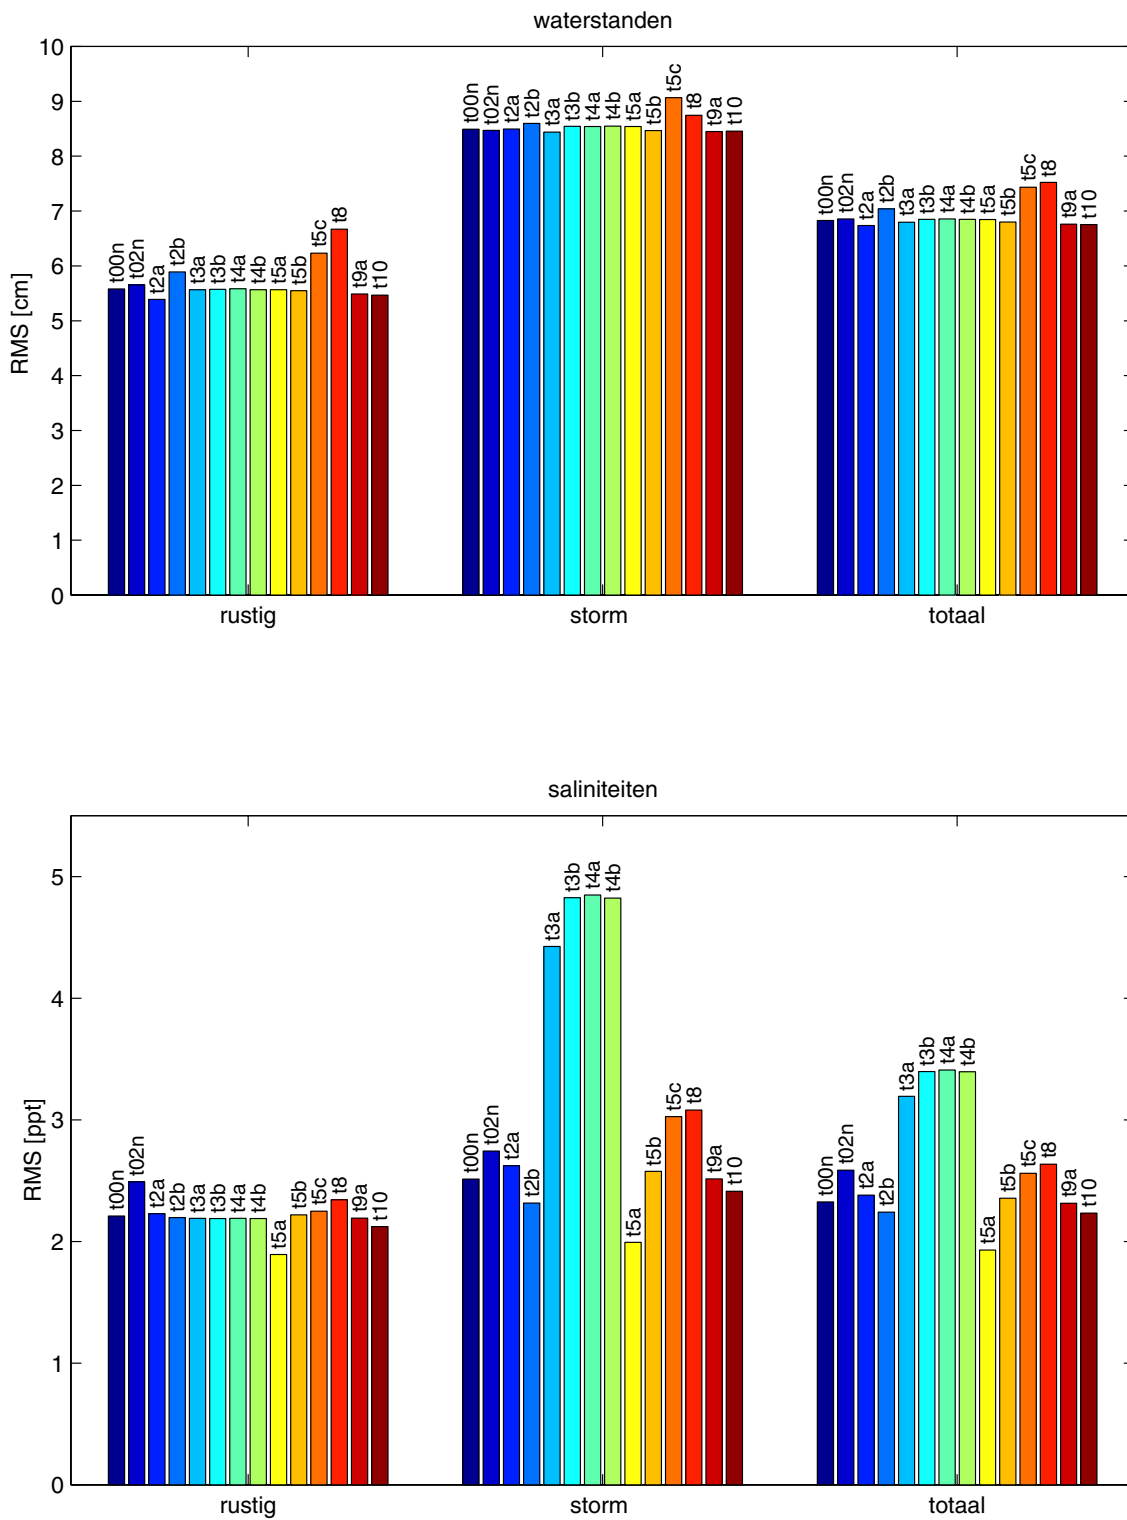 waterstanden
10
9
8
7
6
5
4
3
2
1
0
RMS [cm]
t00n t02n t2a t2b t3a t3b t4a t4b t5a t5b t5c t8 t9a t10
t00n t02n t2a t2b t3a t3b t4a t4b t5a t5b t5c t8 t9a t10
t00n t02n t2a t2b t3a t3b t4a t4b t5a t5b t5c t8 t9a t10
rustig storm totaal
saliniteiten
5
4
3
2
1
0
RMS [ppt]
t00n t02n t2a t2b t3a t3b t4a t4b t5a t5b t5c t8 t9a t10
t00n t02n t2a t2b t3a t3b t4a t4b t5a t5b t5c t8 t9a t10
t00n t02n t2a t2b t3a t3b t4a t4b t5a t5b t5c t8 t9a t10
rustig storm totaal